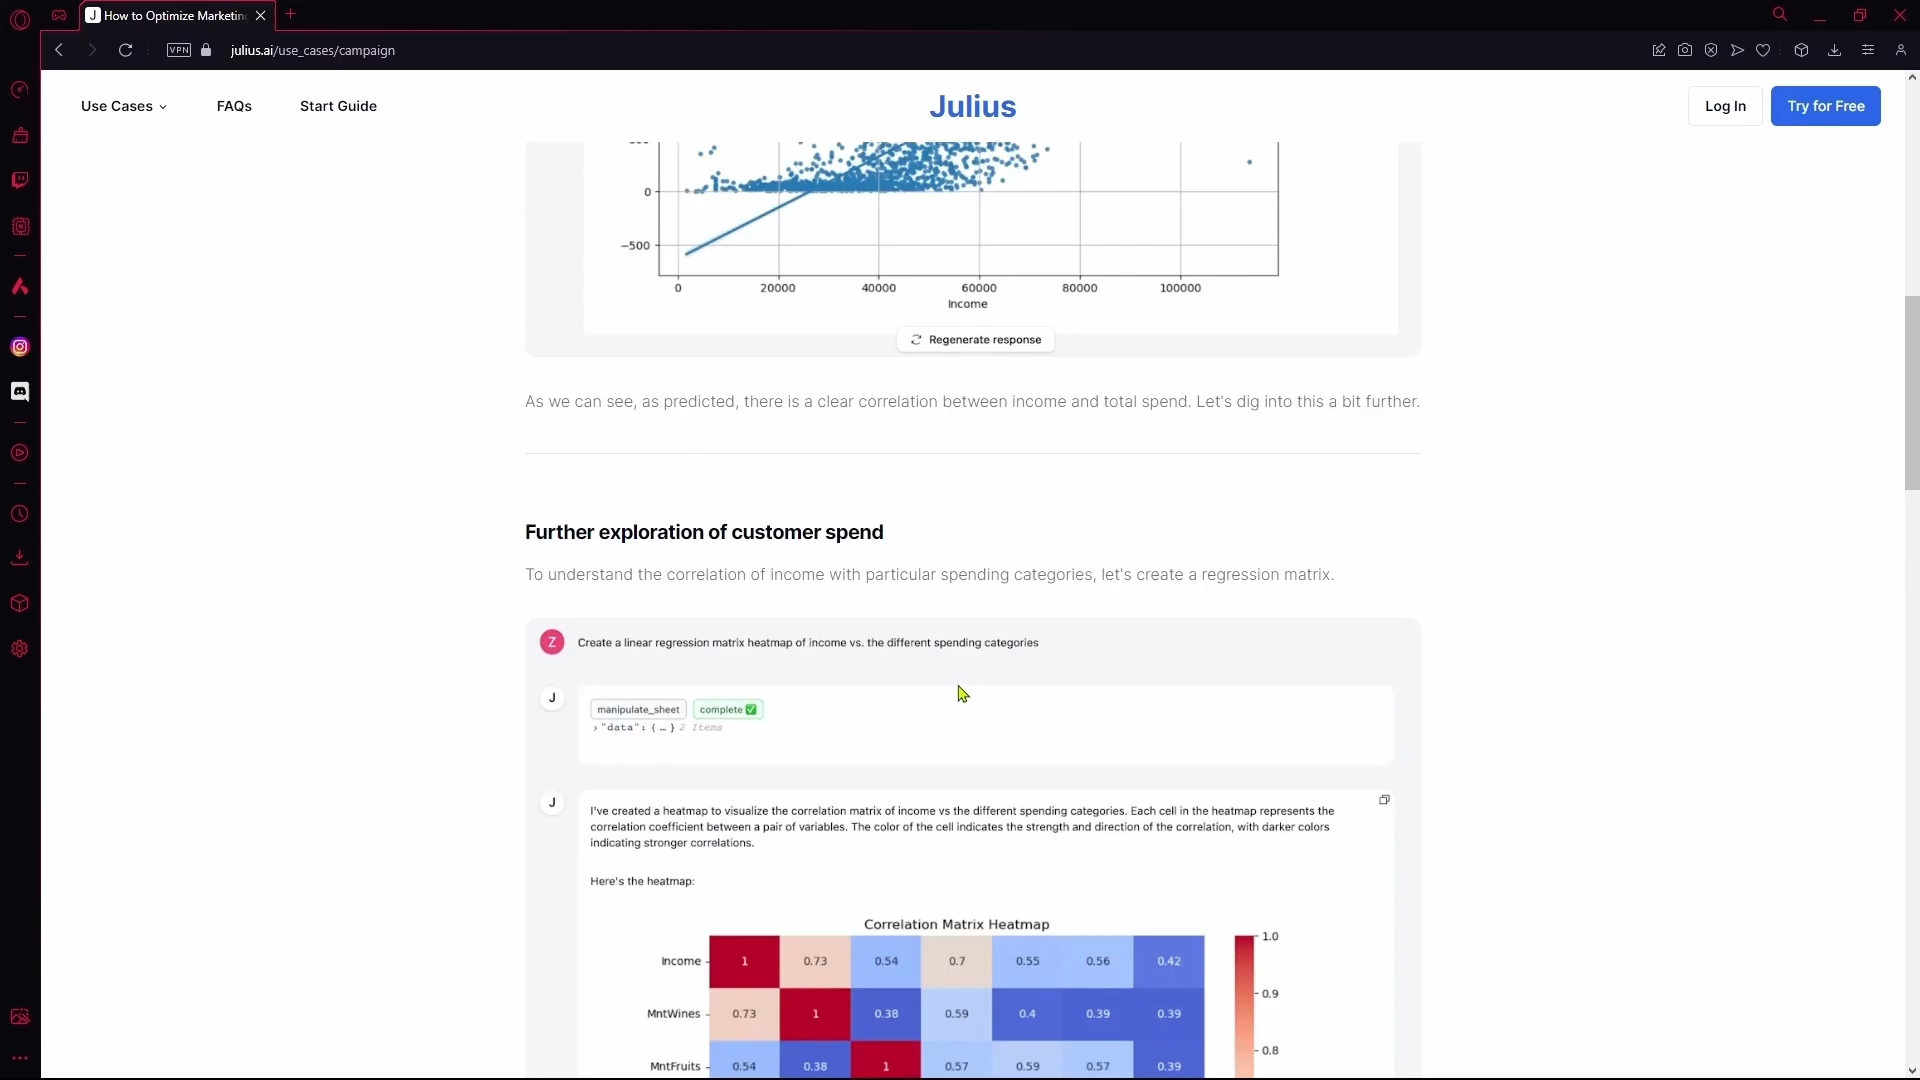 J How to Optimize Marketing
VPN julius.ai/use_cases/campaign
Use Cases FAQs Start Guide Julius Log In Try for Free
0
−500
0 20000 40000 60000 80000 100000
Income
Regenerate response
As we can see, as predicted, there is a clear correlation between income and total spend. Let's dig into this a bit further.
Further exploration of customer spend
To understand the correlation of income with particular spending categories, let's create a regression matrix.
Z Create a linear regression matrix heatmap of income vs. the different spending categories
J manipulate_sheet complete
"data": { … } 2 Items
J I've created a heatmap to visualize the correlation matrix of income vs the different spending categories. Each cell in the heatmap represents the
correlation coefficient between a pair of variables. The color of the cell indicates the strength and direction of the correlation, with darker colors
indicating stronger correlations.
Here's the heatmap:
Correlation Matrix Heatmap
Income 1 0.73 0.54 0.7 0.55 0.56 0.42 1.0
0.9
MntWines 0.73 1 0.38 0.59 0.4 0.39 0.39
0.8
MntFruits 0.54 0.38 1 0.57 0.59 0.57 0.39